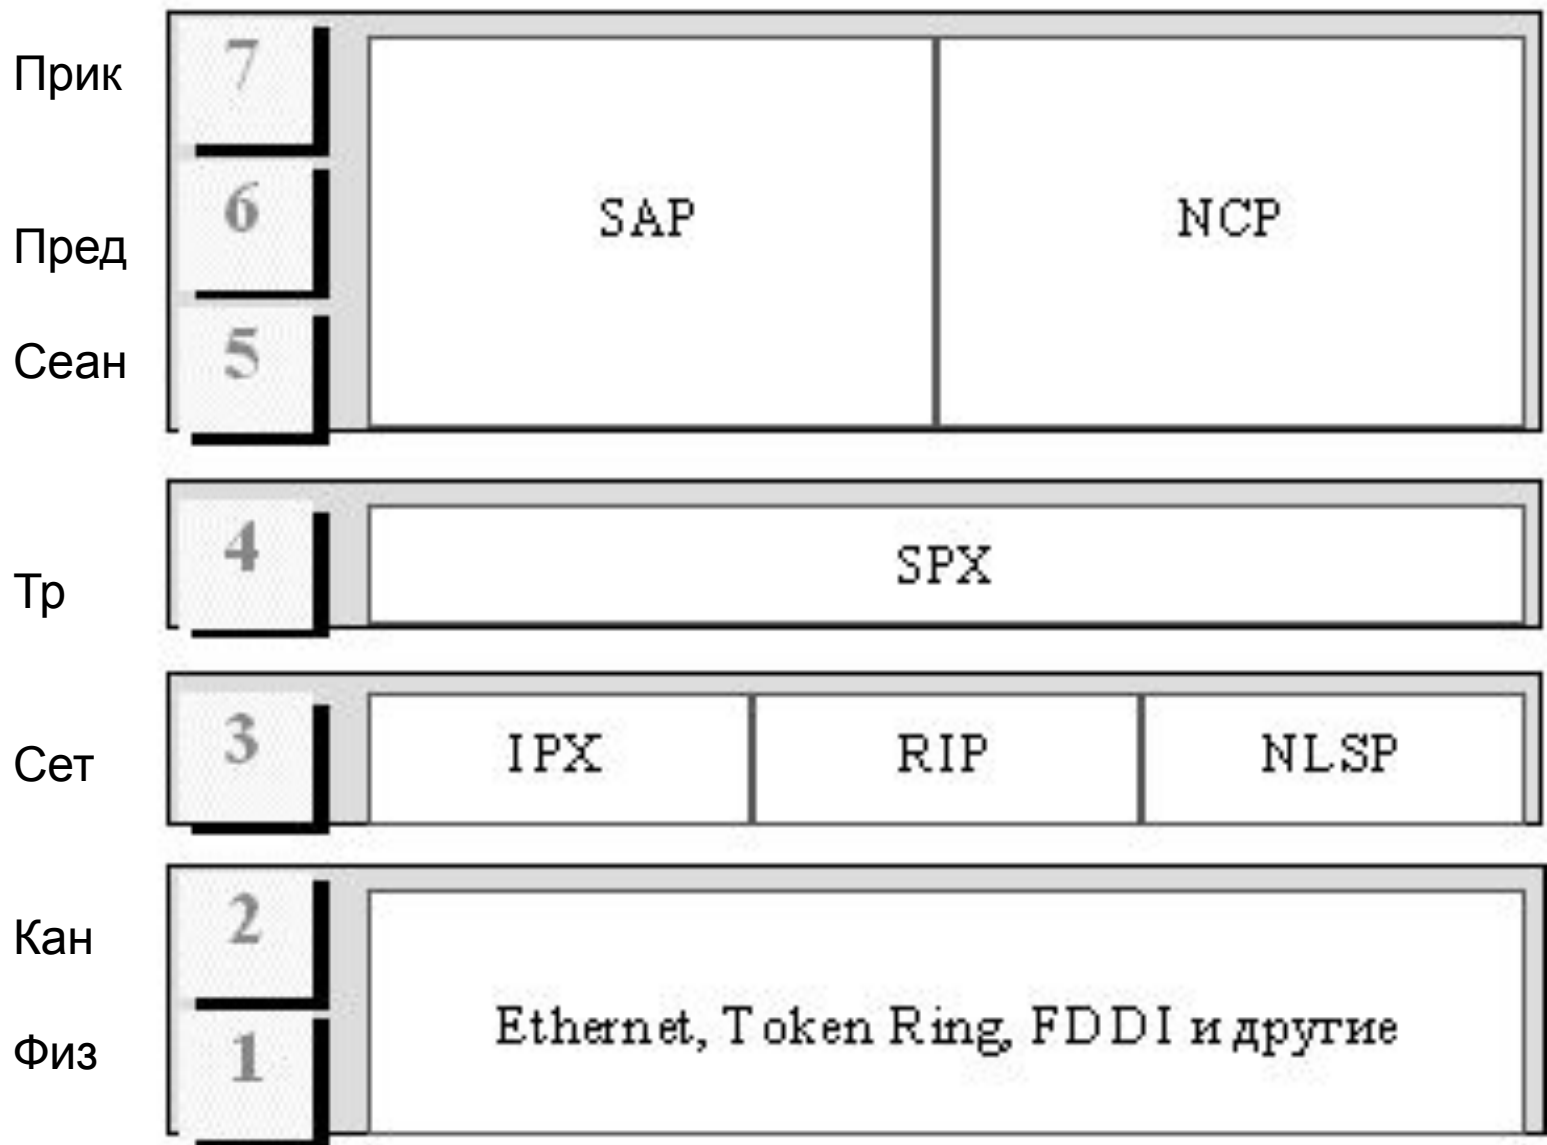 Прик 7
Пред 6 SAP NCP
Сеан 5
Тр 4 SPX
Сет 3 IPX RIP NLSP
Кан 2
Физ 1 Ethernet, Token Ring, FDDI и другие